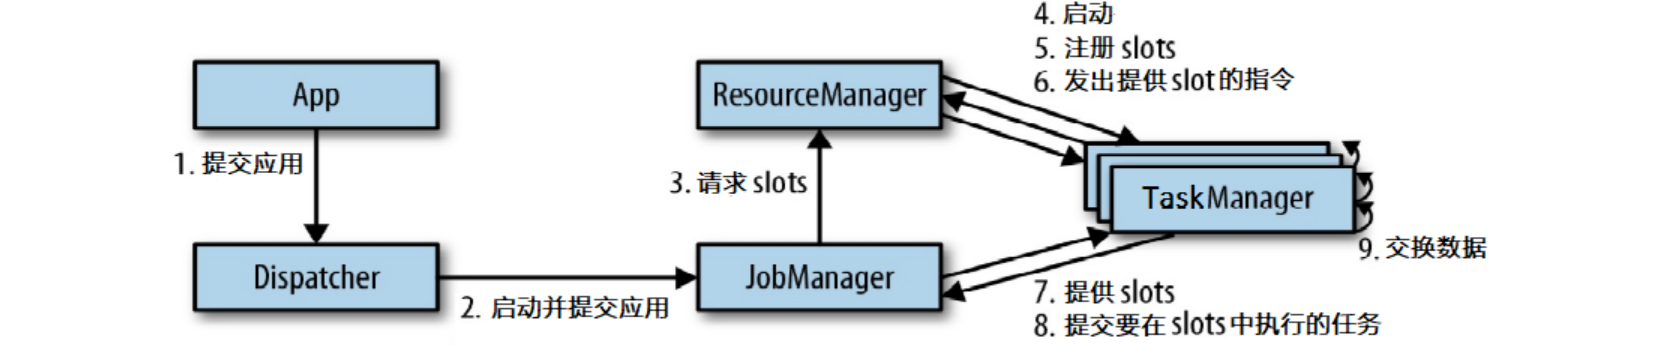 4. 启动
5. 注册 slots
6. 发出提供 slot 的指令
App
ResourceManager
1. 提交应用
3. 请求 slots
TaskManager
9. 交换数据
Dispatcher
2. 启动并提交应用
JobManager
7. 提供 slots
8. 提交要在 slots 中执行的任务